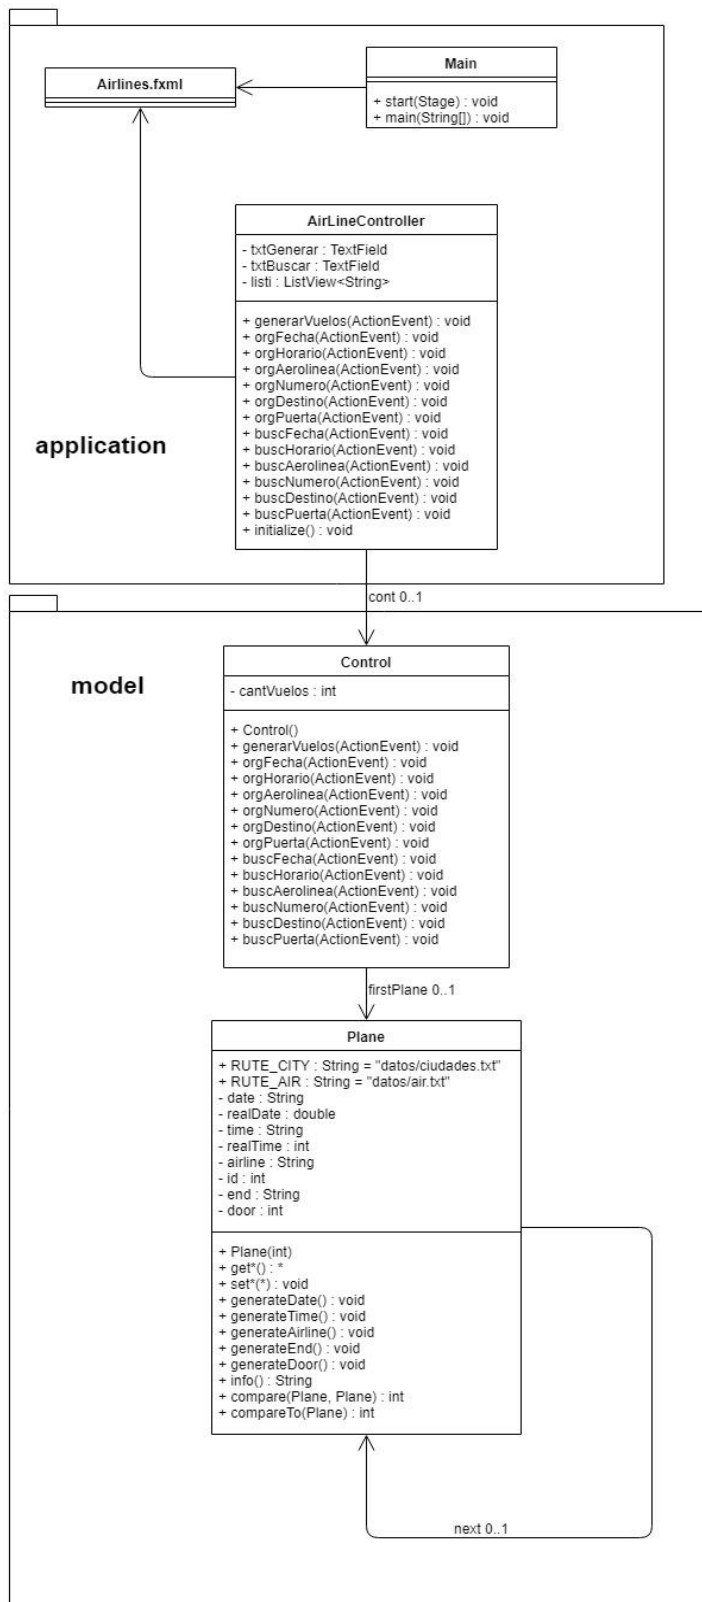 Main
Airlines.fxml
+ start(Stage) : void
+ main(String[]) : void
AirLineController
- txtGenerar : TextField
- txtBuscar : TextField
- listi : ListView<String>
+ generarVuelos(ActionEvent) : void
+ orgFecha(ActionEvent) : void
+ orgHorario(ActionEvent) : void
+ orgAerolinea(ActionEvent) : void
+ orgNumero(ActionEvent) : void
+ orgDestino(ActionEvent) : void
+ orgPuerta(ActionEvent) : void
+ buscFecha(ActionEvent) : void
+ buscHorario(ActionEvent) : void
+ buscAerolinea(ActionEvent) : void
+ buscNumero(ActionEvent) : void
+ buscDestino(ActionEvent) : void
+ buscPuerta(ActionEvent) : void
+ initialize() : void
application
cont 0..1
model
Control
- cantVuelos : int
+ Control()
+ generarVuelos(ActionEvent) : void
+ orgFecha(ActionEvent) : void
+ orgHorario(ActionEvent) : void
+ orgAerolinea(ActionEvent) : void
+ orgNumero(ActionEvent) : void
+ orgDestino(ActionEvent) : void
+ orgPuerta(ActionEvent) : void
+ buscFecha(ActionEvent) : void
+ buscHorario(ActionEvent) : void
+ buscAerolinea(ActionEvent) : void
+ buscNumero(ActionEvent) : void
+ buscDestino(ActionEvent) : void
+ buscPuerta(ActionEvent) : void
firstPlane 0..1
Plane
+ RUTE_CITY : String = "datos/ciudades.txt"
+ RUTE_AIR : String = "datos/air.txt"
- date : String
- realDate : double
- time : String
- realTime : int
- airline : String
- id : int
- end : String
- door : int
+ Plane(int)
+ get*() : *
+ set*(*) : void
+ generateDate() : void
+ generateTime() : void
+ generateAirline() : void
+ generateEnd() : void
+ generateDoor() : void
+ info() : String
+ compare(Plane, Plane) : int
+ compareTo(Plane) : int
next 0..1